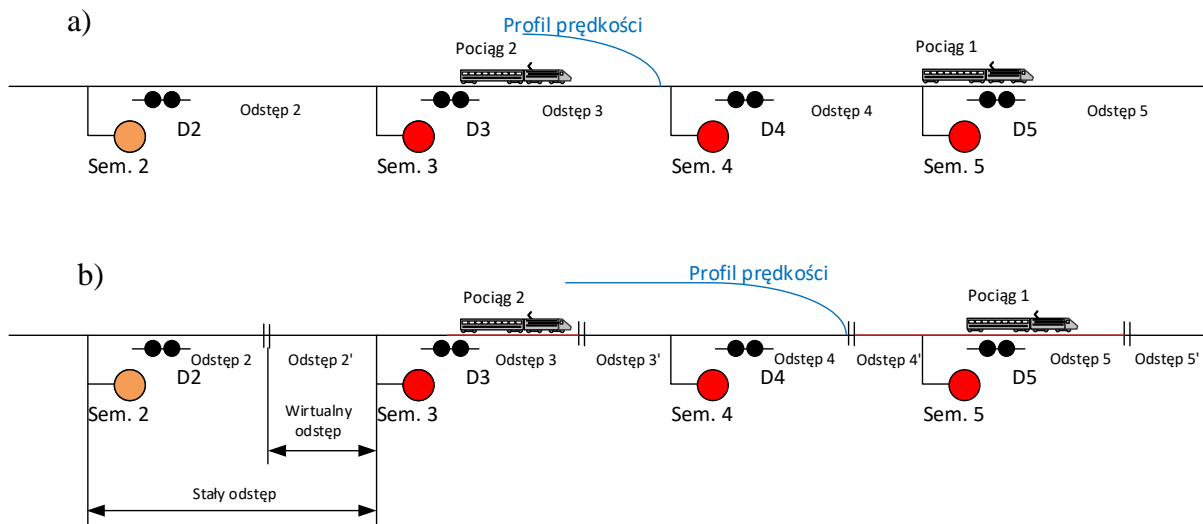 a)
Profil prędkości
Pociąg 2
Pociąg 1
Odstęp 2
Odstęp 3
Odstęp 4
Odstęp 5
D2
D3
D4
D5
Sem. 2
Sem. 3
Sem. 4
Sem. 5
b)
Profil prędkości
Pociąg 2
Pociąg 1
Odstęp 2
Odstęp 2'
Odstęp 3
Odstęp 3'
Odstęp 4
Odstęp 4'
Odstęp 5
Odstęp 5'
D2
D3
D4
D5
Sem. 2
Sem. 3
Sem. 4
Sem. 5
Wirtualny
odstęp
Stały odstęp